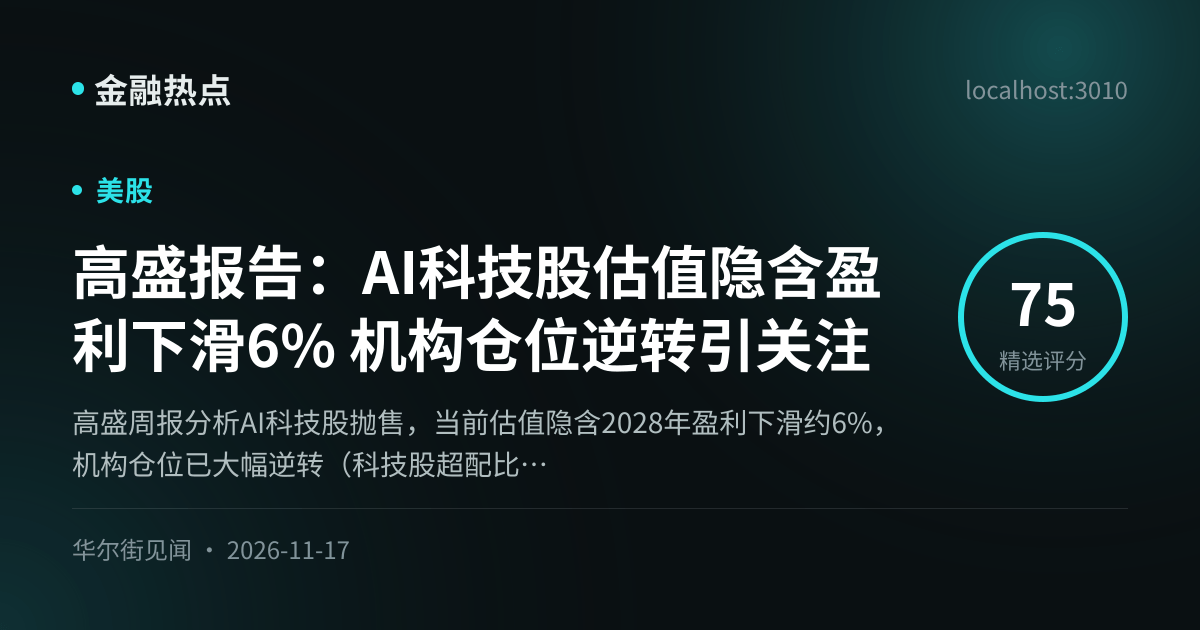 金融热点
localhost:3010
美股
高盛报告：AI科技股估值隐含盈
利下滑6% 机构仓位逆转引关注
75
精选评分
高盛周报分析AI科技股抛售，当前估值隐含2028年盈利下滑约6%，
机构仓位已大幅逆转（科技股超配比…
华尔街见闻 · 2026-11-17